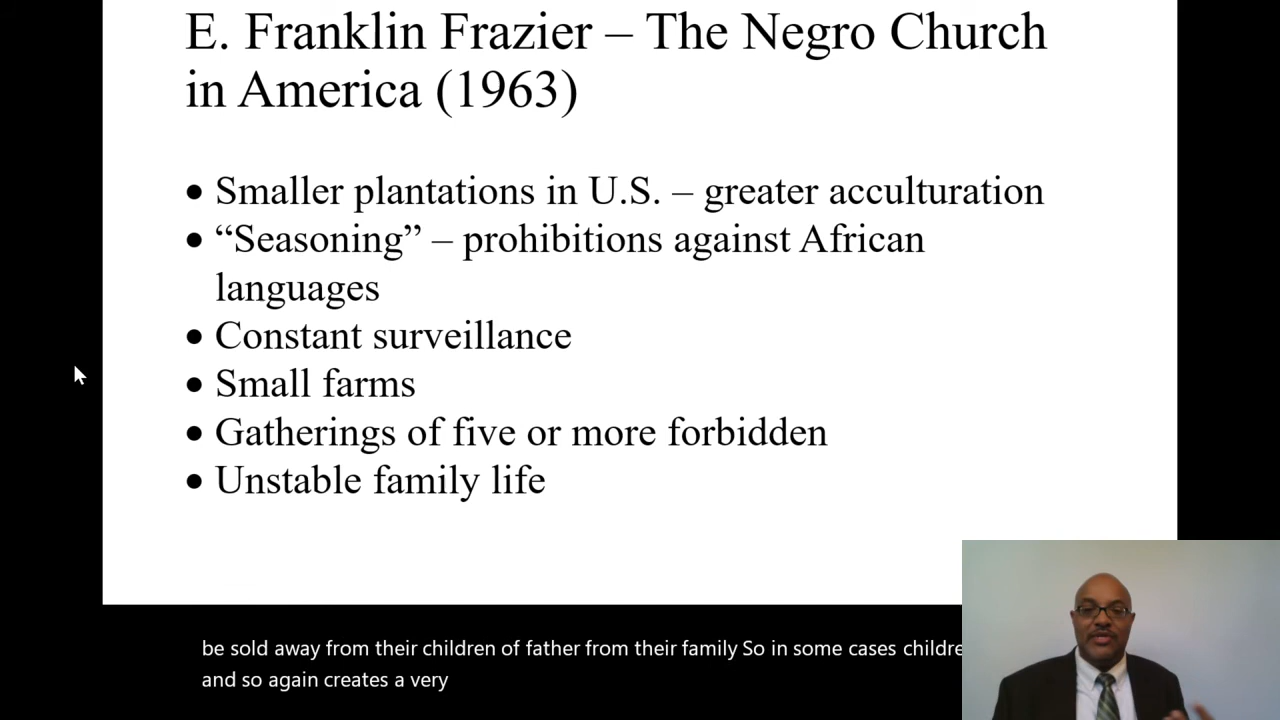 E. Franklin Frazier – The Negro Church
in America (1963)
• Smaller plantations in U.S. – greater acculturation
• “Seasoning” – prohibitions against African
languages
• Constant surveillance
• Small farms
• Gatherings of five or more forbidden
• Unstable family life
be sold away from their children of father from their family So in some cases childre
and so again creates a very